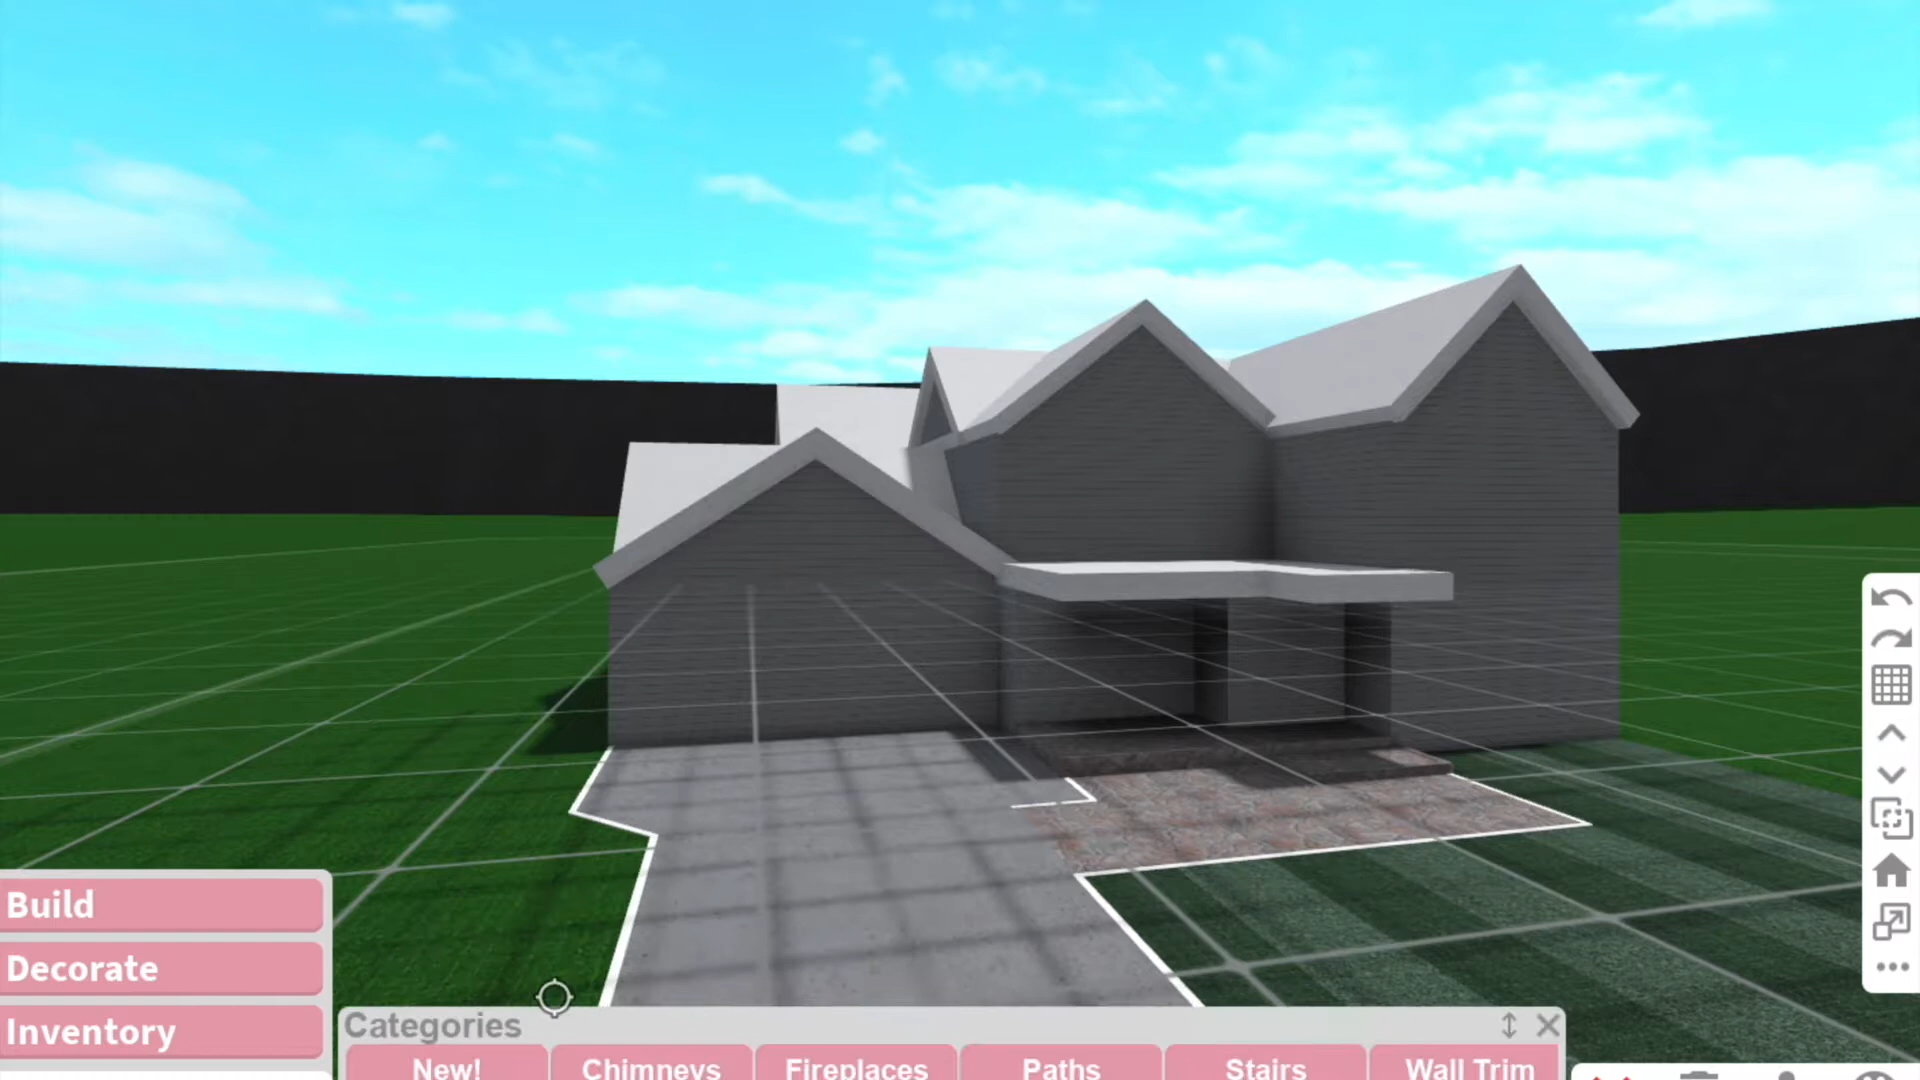 Build
Decorate
Inventory
Categories
New!
Chimneys
Fireplaces
Paths
Stairs
Wall Trim